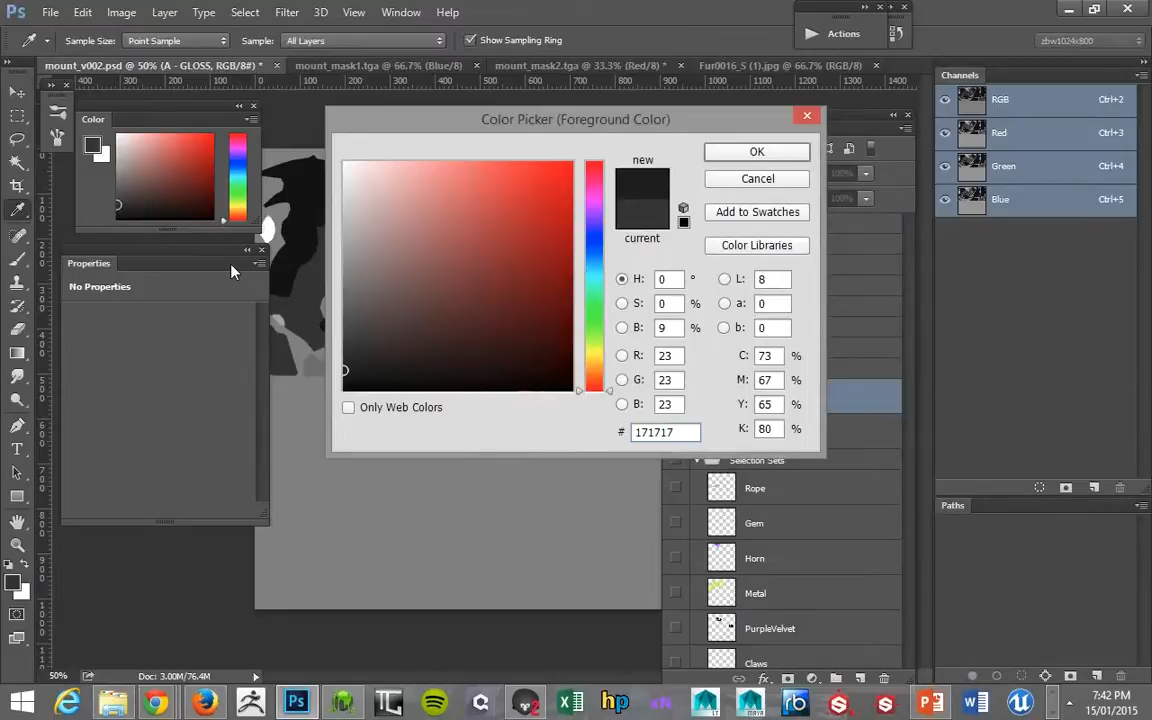 Ps File Edit Image Layer Type Select Filter 3D View Window Help
Sample Size: Point Sample Sample: All Layers Show Sampling Ring
Actions
zbw1024x800
mount_v002.psd @ 50% (A - GLOSS, RGB/8#) * × mount_mask1.tga @ 66.7% (Blue/8) × mount_mask2.tga @ 33.3% (Red/8) * × Fur0016_S (1).jpg @ 66.7% (RGB/8) ×
Color
Properties
No Properties
Color Picker (Foreground Color)
new
current
OK
Cancel
Add to Swatches
Color Libraries
H: 0 °
S: 0 %
B: 9 %
R: 23
G: 23
B: 23
# 171717
L: 8
a: 0
b: 0
C: 73 %
M: 67 %
Y: 65 %
K: 80 %
Only Web Colors
100%
100%
Selection Sets
Rope
Gem
Horn
Metal
PurpleVelvet
Claws
Channels
RGB Ctrl+2
Red Ctrl+3
Green Ctrl+4
Blue Ctrl+5
Paths
50% Doc: 3.00M/76.4M
7:42 PM
15/01/2015